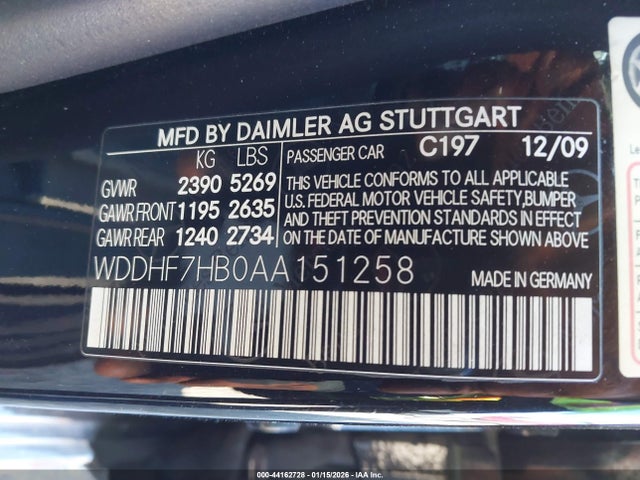 MFD BY DAIMLER AG STUTTGART
KG LBS PASSENGER CAR C197 12/09
GVWR 2390 5269
GAWR FRONT 1195 2635
GAWR REAR 1240 2734
THIS VEHICLE CONFORMS TO ALL APPLICABLE
U.S. FEDERAL MOTOR VEHICLE SAFETY,BUMPER
AND THEFT PREVENTION STANDARDS IN EFFECT
ON DATE OF MANUFACTURE SHOWN ABOVE
WDDHF7HB0AA151258 MADE IN GERMANY
000-44162728 - 01/15/2026 - IAA